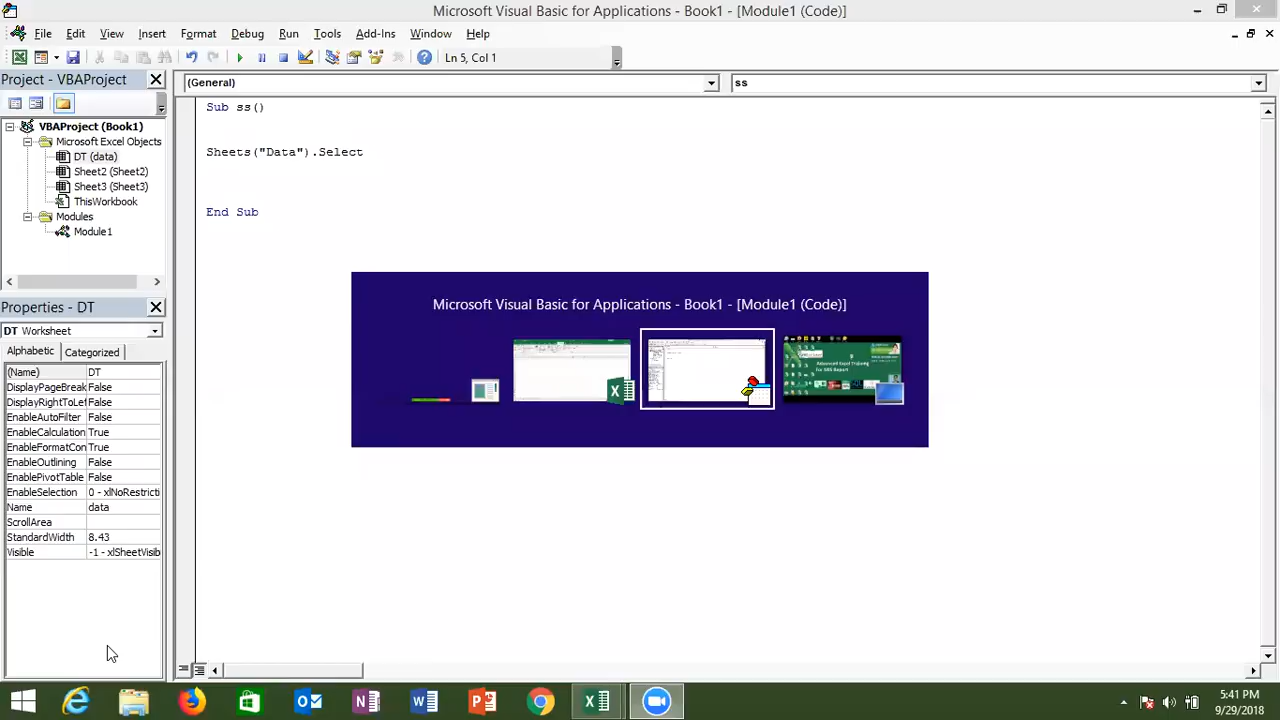 Microsoft Visual Basic for Applications - Book1 - [Module1 (Code)]
File Edit View Insert Format Debug Run Tools Add-Ins Window Help
Ln 5, Col 1
Project - VBAProject
(General)
ss
VBAProject (Book1)
Microsoft Excel Objects
DT (data)
Sheet2 (Sheet2)
Sheet3 (Sheet3)
ThisWorkbook
Modules
Module1
Sub ss()
Sheets("Data").Select
End Sub
Microsoft Visual Basic for Applications - Book1 - [Module1 (Code)]
Advanced Excel Training
Properties - DT
DT Worksheet
Alphabetic Categorized
(Name) DT
DisplayPageBreak False
DisplayRightToLef False
EnableAutoFilter False
EnableCalculation True
EnableFormatCon True
EnableOutlining False
EnablePivotTable False
EnableSelection 0 - xlNoRestricti
Name data
ScrollArea
StandardWidth 8.43
Visible -1 - xlSheetVisib
5:41 PM
9/29/2018